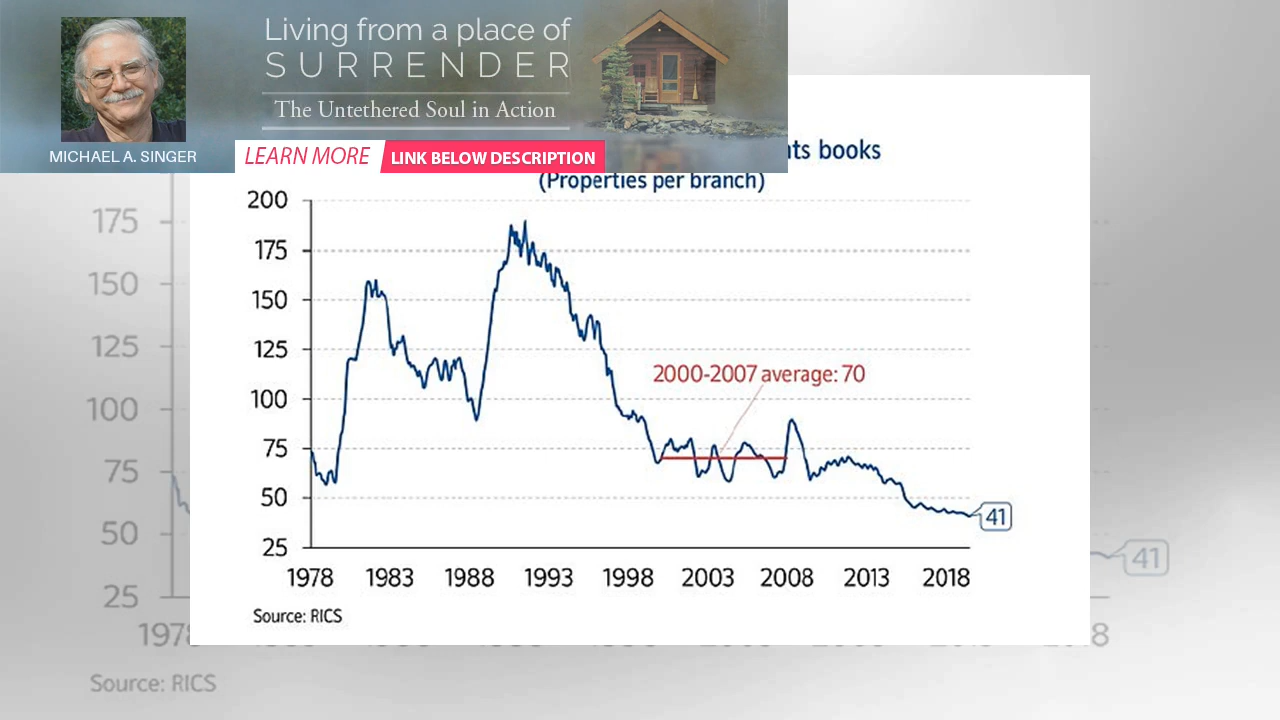 Living from a place of
SURRENDER
The Untethered Soul in Action
MICHAEL A. SINGER
LEARN MORE
LINK BELOW DESCRIPTION
books
(Properties per branch)
200
175
150
125
100
75
50
25
2000-2007 average: 70
41
1978
1983
1988
1993
1998
2003
2008
2013
2018
Source: RICS
175
150
125
100
75
50
25
41
Source: RICS